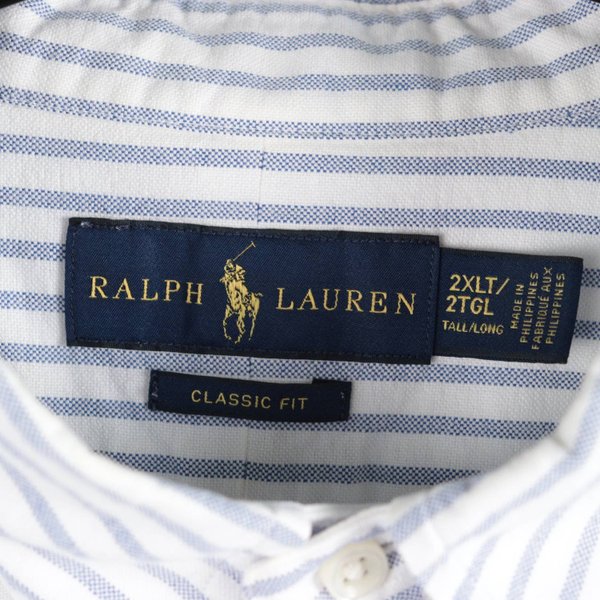 RALPH LAUREN
2XLT/
2TGL
TALL/LONG
MADE IN
PHILIPPINES
FABRIQUÉ AUX
PHILIPPINES
CLASSIC FIT